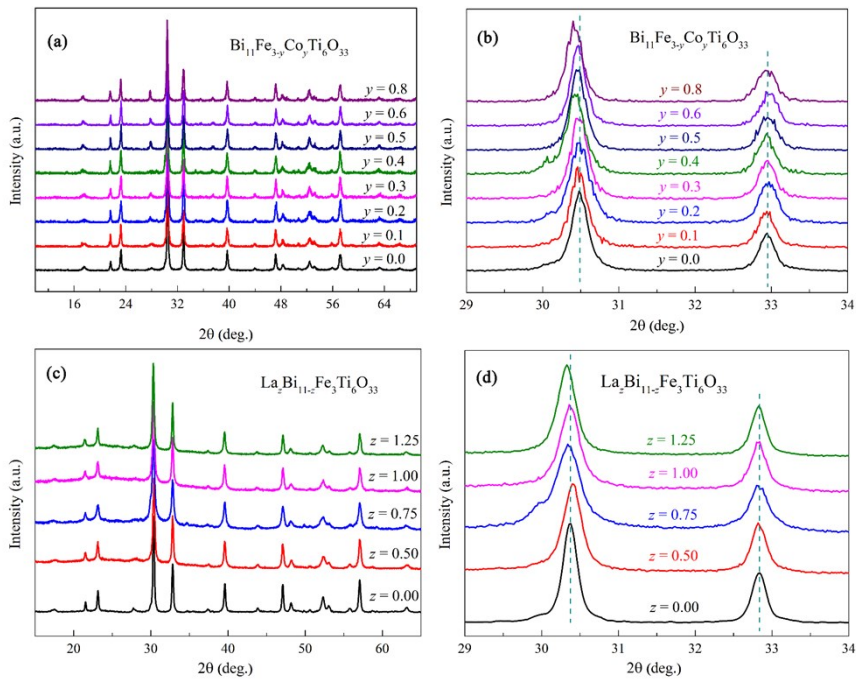 (a)
Bi₁₁Fe₃₋yCoyTi₆O₃₃
y = 0.8
y = 0.6
y = 0.5
y = 0.4
y = 0.3
y = 0.2
y = 0.1
y = 0.0
Intensity (a.u.)
16 24 32 40 48 56 64
2θ (deg.)
(b)
Bi₁₁Fe₃₋yCoyTi₆O₃₃
y = 0.8
y = 0.6
y = 0.5
y = 0.4
y = 0.3
y = 0.2
y = 0.1
y = 0.0
Intensity (a.u.)
29 30 31 32 33 34
2θ (deg.)
(c)
LazBi₁₁₋zFe₃Ti₆O₃₃
z = 1.25
z = 1.00
z = 0.75
z = 0.50
z = 0.00
Intensity (a.u.)
20 30 40 50 60
2θ (deg.)
(d)
LazBi₁₁₋zFe₃Ti₆O₃₃
z = 1.25
z = 1.00
z = 0.75
z = 0.50
z = 0.00
Intensity (a.u.)
29 30 31 32 33 34
2θ (deg.)